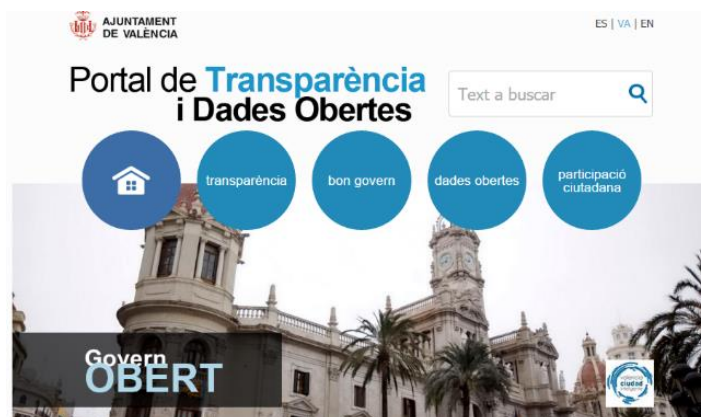 AJUNTAMENT
DE VALÈNCIA
ES | VA | EN
Portal de Transparència
i Dades Obertes
Text a buscar
transparència
bon govern
dades obertes
participació
ciutadana
Govern
OBERT
ciudad